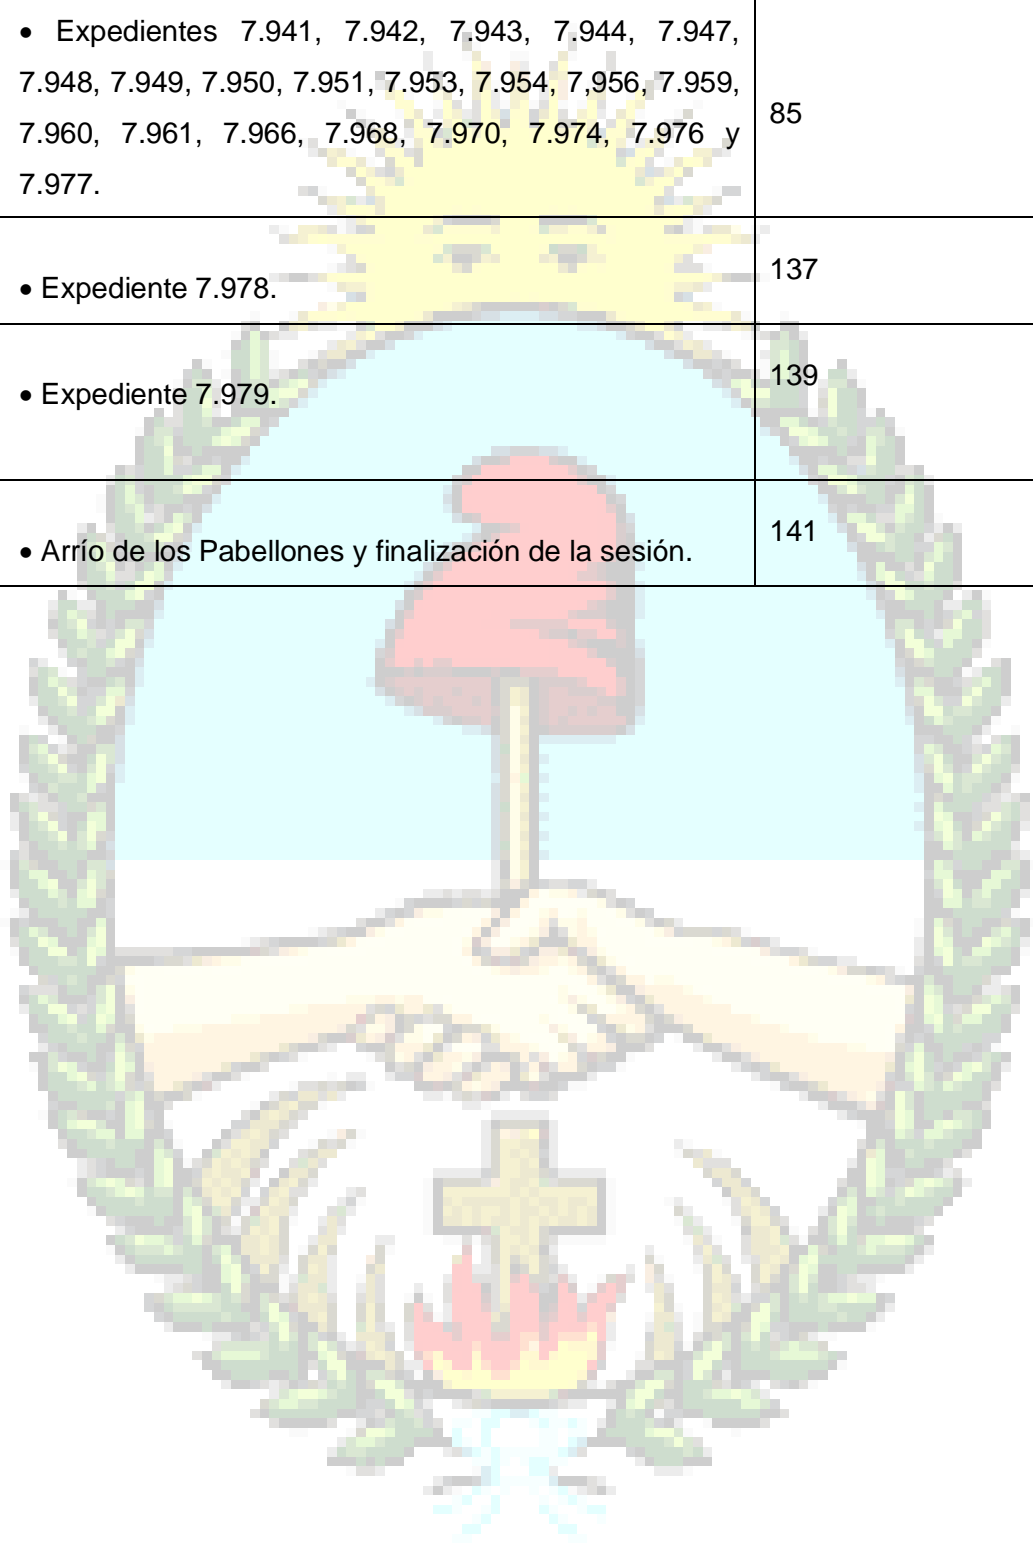 • Expedientes 7.941, 7.942, 7.943, 7.944, 7.947,
7.948, 7.949, 7.950, 7.951, 7.953, 7.954, 7,956, 7.959,
7.960, 7.961, 7.966, 7.968, 7.970, 7.974, 7.976 y
7.977.
85
• Expediente 7.978.
137
• Expediente 7.979.
139
• Arrío de los Pabellones y finalización de la sesión.
141